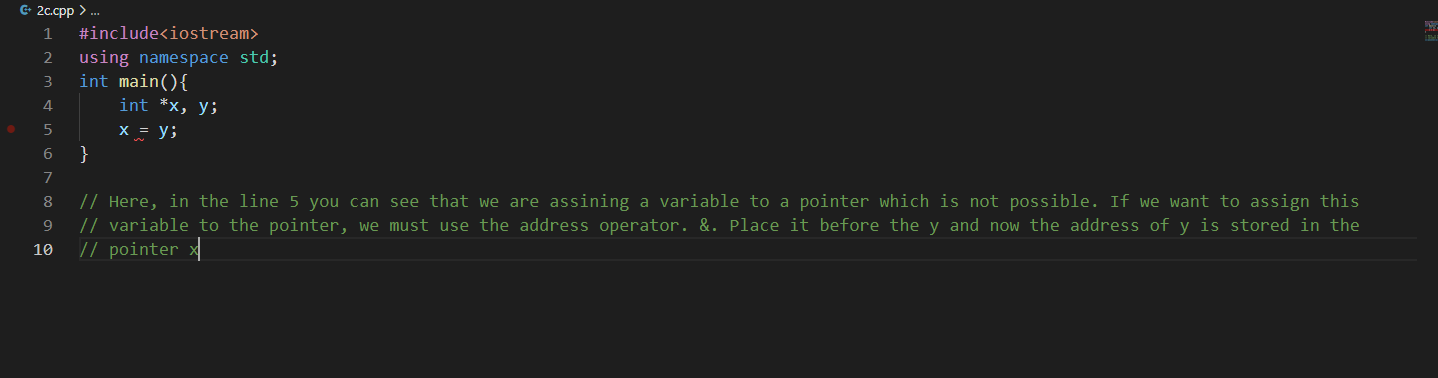 2c.cpp > ...
1 #include<iostream>
2 using namespace std;
3 int main(){
4     int *x, y;
5     x = y;
6 }
7
8 // Here, in the line 5 you can see that we are assining a variable to a pointer which is not possible. If we want to assign this
9 // variable to the pointer, we must use the address operator. &. Place it before the y and now the address of y is stored in the
10 // pointer x